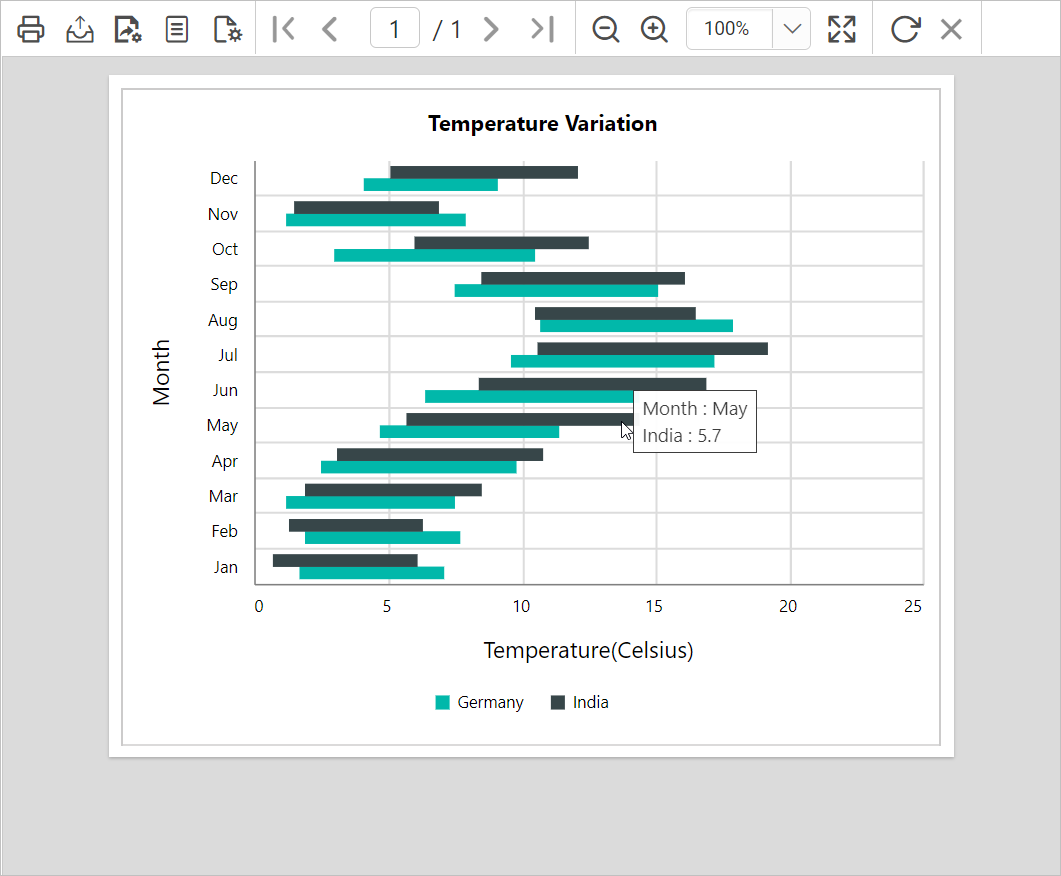 1 / 1 100%
Temperature Variation
Dec
Nov
Oct
Sep
Aug
Jul
Month
Jun
Month : May
May
India : 5.7
Apr
Mar
Feb
Jan
0 5 10 15 20 25
Temperature(Celsius)
Germany India